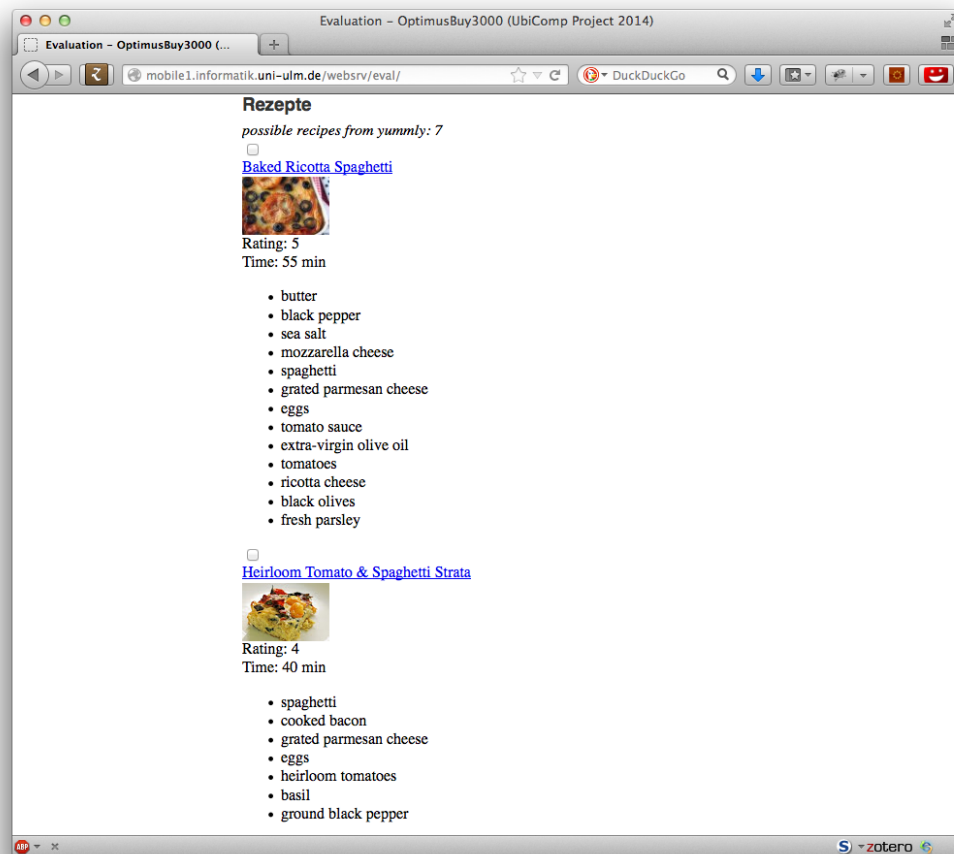 Evaluation – OptimusBuy3000 (UbiComp Project 2014)
Evaluation – OptimusBuy3000 (...
mobile1.informatik.uni-ulm.de/websrv/eval/
DuckDuckGo
Rezepte
possible recipes from yummly: 7
Baked Ricotta Spaghetti
Rating: 5
Time: 55 min
• butter
• black pepper
• sea salt
• mozzarella cheese
• spaghetti
• grated parmesan cheese
• eggs
• tomato sauce
• extra-virgin olive oil
• tomatoes
• ricotta cheese
• black olives
• fresh parsley
Heirloom Tomato & Spaghetti Strata
Rating: 4
Time: 40 min
• spaghetti
• cooked bacon
• grated parmesan cheese
• eggs
• heirloom tomatoes
• basil
• ground black pepper
ABP S zotero